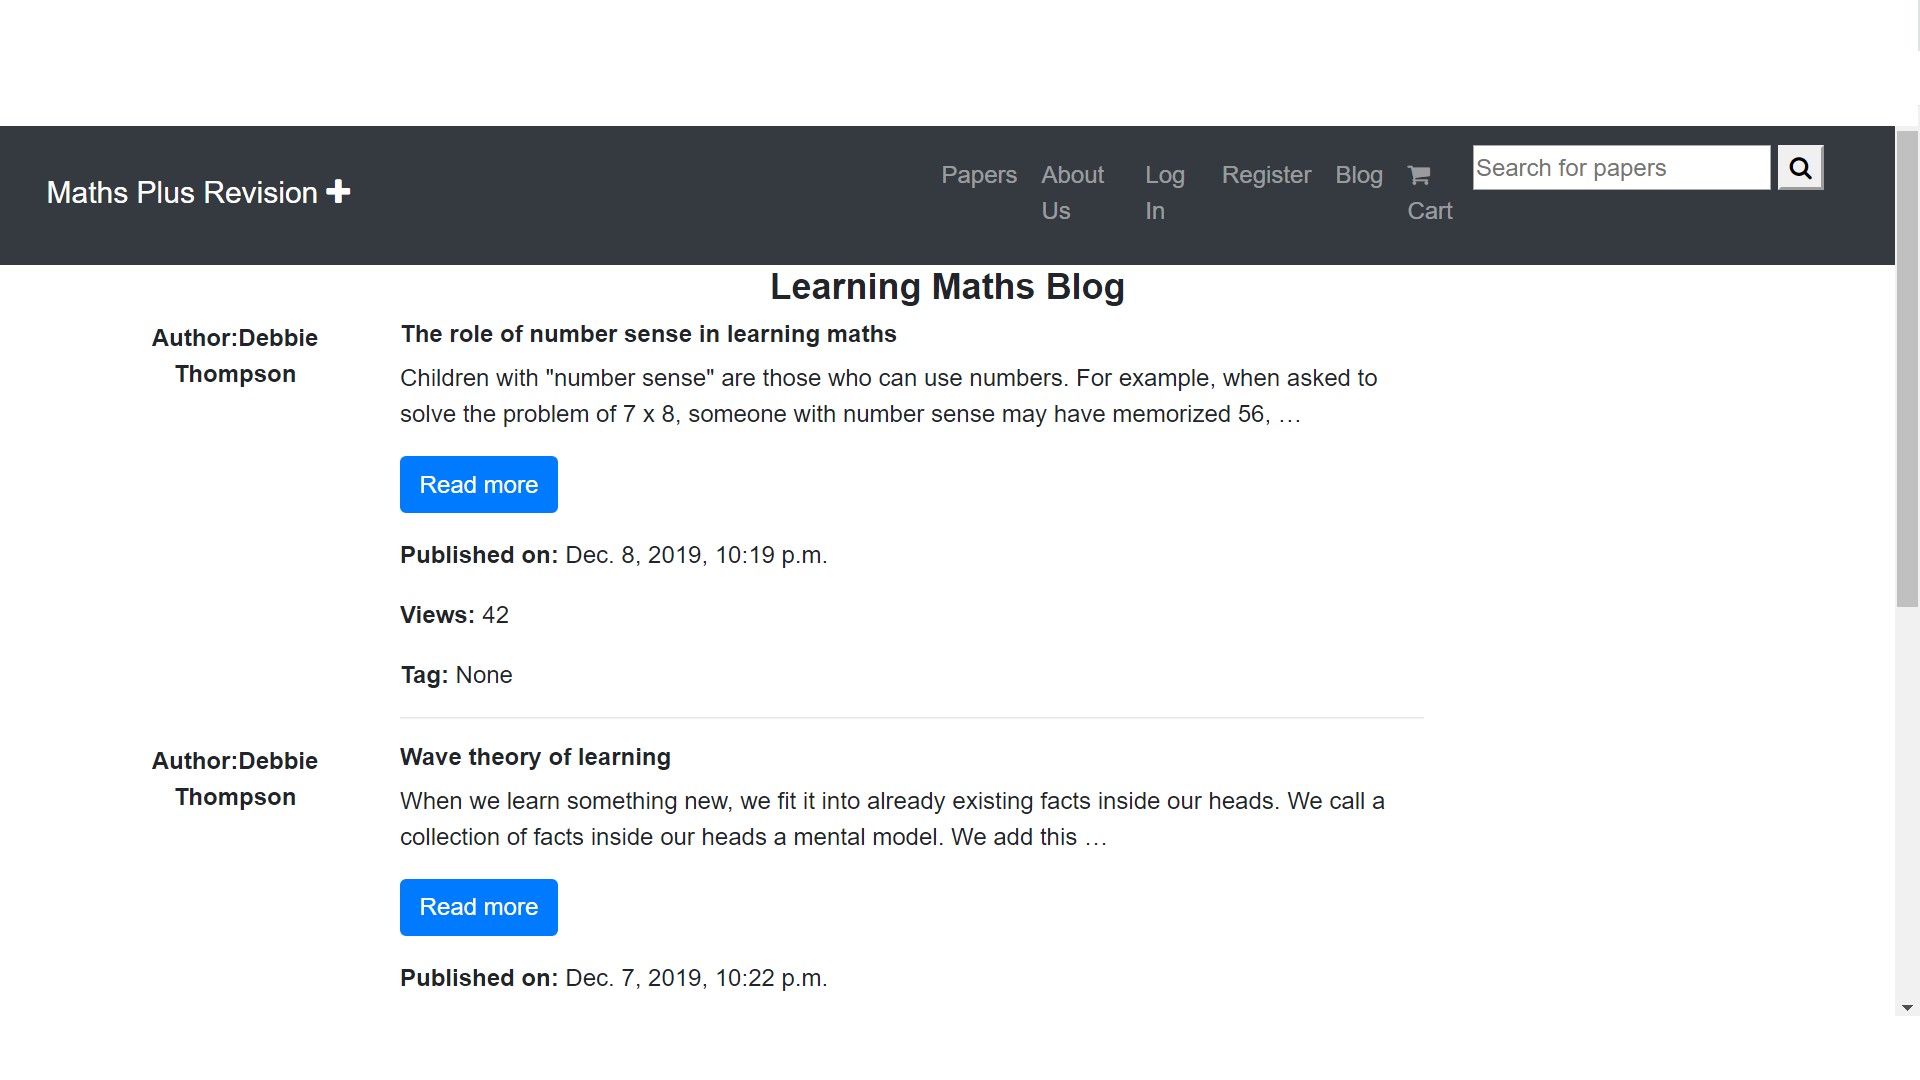 Maths Plus Revision
Papers
About
Us
Log
In
Register
Blog
Cart
Search for papers
Learning Maths Blog
Author:Debbie
Thompson
The role of number sense in learning maths
Children with "number sense" are those who can use numbers. For example, when asked to
solve the problem of 7 x 8, someone with number sense may have memorized 56, …
Read more
Published on: Dec. 8, 2019, 10:19 p.m.
Views: 42
Tag: None
Author:Debbie
Thompson
Wave theory of learning
When we learn something new, we fit it into already existing facts inside our heads. We call a
collection of facts inside our heads a mental model. We add this …
Read more
Published on: Dec. 7, 2019, 10:22 p.m.